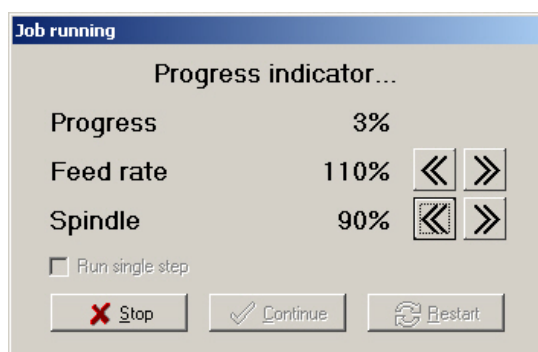 Job running
Progress indicator...
Progress 3%
Feed rate 110%
Spindle 90%
Run single step
Stop Continue Restart